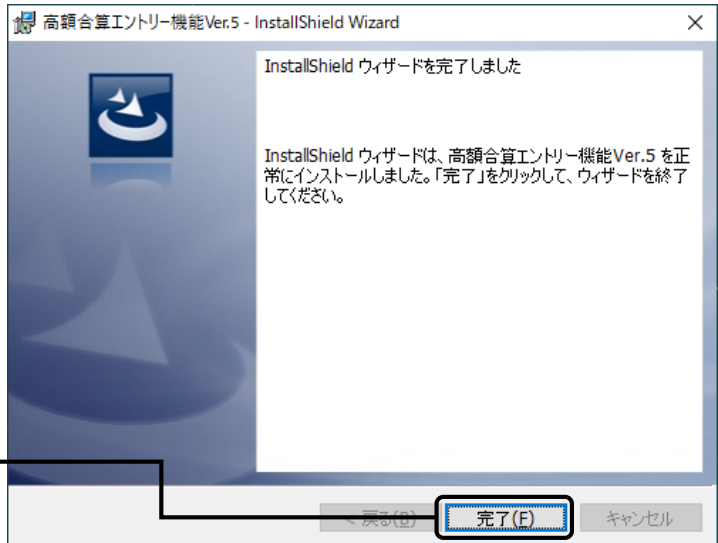 高額合算エントリー機能Ver.5 - InstallShield Wizard
InstallShield ウィザードを完了しました
InstallShield ウィザードは、高額合算エントリー機能Ver.5 を正
常にインストールしました。「完了」をクリックして、ウィザードを終了
してください。
< 戻る(B) 完了(F) キャンセル